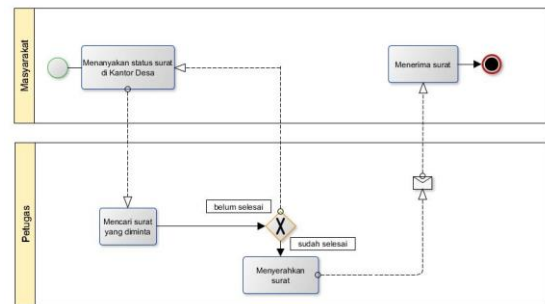 Masyarakat
Menanyakan status surat
di Kantor Desa
Menerima surat
Petugas
Mencari surat
yang diminta
belum selesai
X
sudah selesai
Menyerahkan
surat